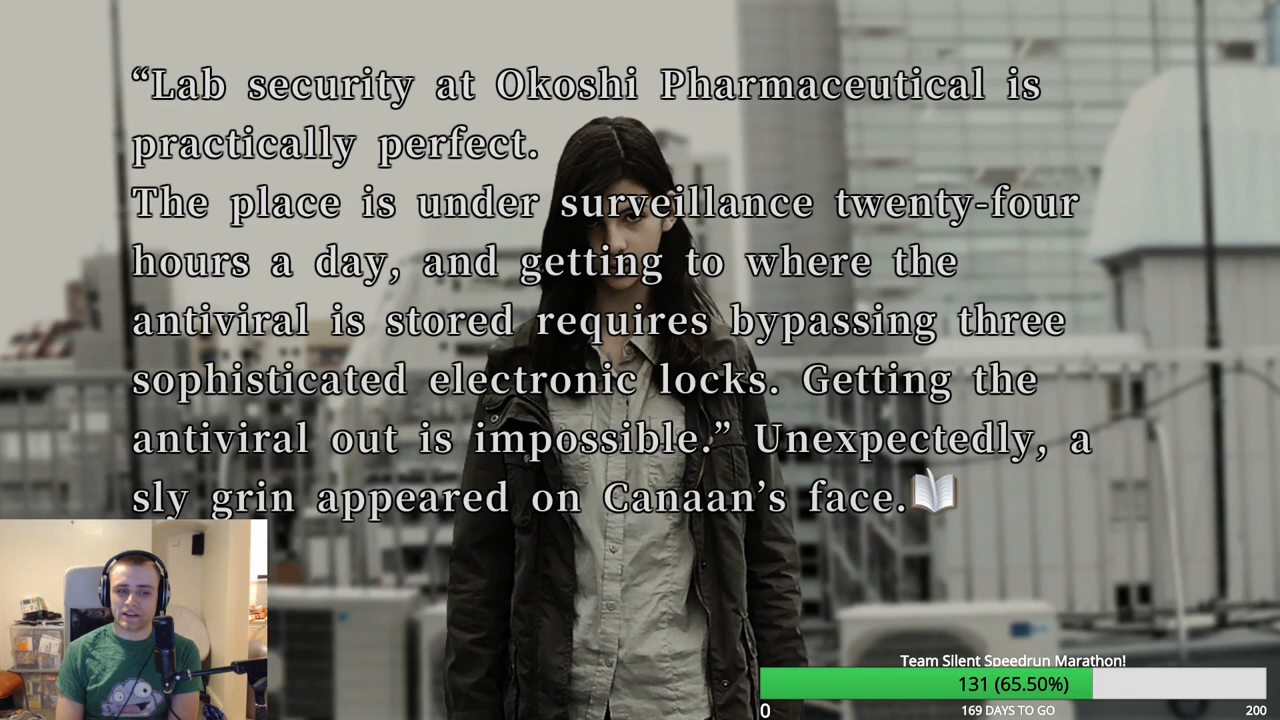 “Lab security at Okoshi Pharmaceutical is
practically perfect.
The place is under surveillance twenty-four
hours a day, and getting to where the
antiviral is stored requires bypassing three
sophisticated electronic locks. Getting the
antiviral out is impossible.” Unexpectedly, a
sly grin appeared on Canaan’s face.
Team Silent Speedrun Marathon!
131 (65.50%)
0
169 DAYS TO GO
200